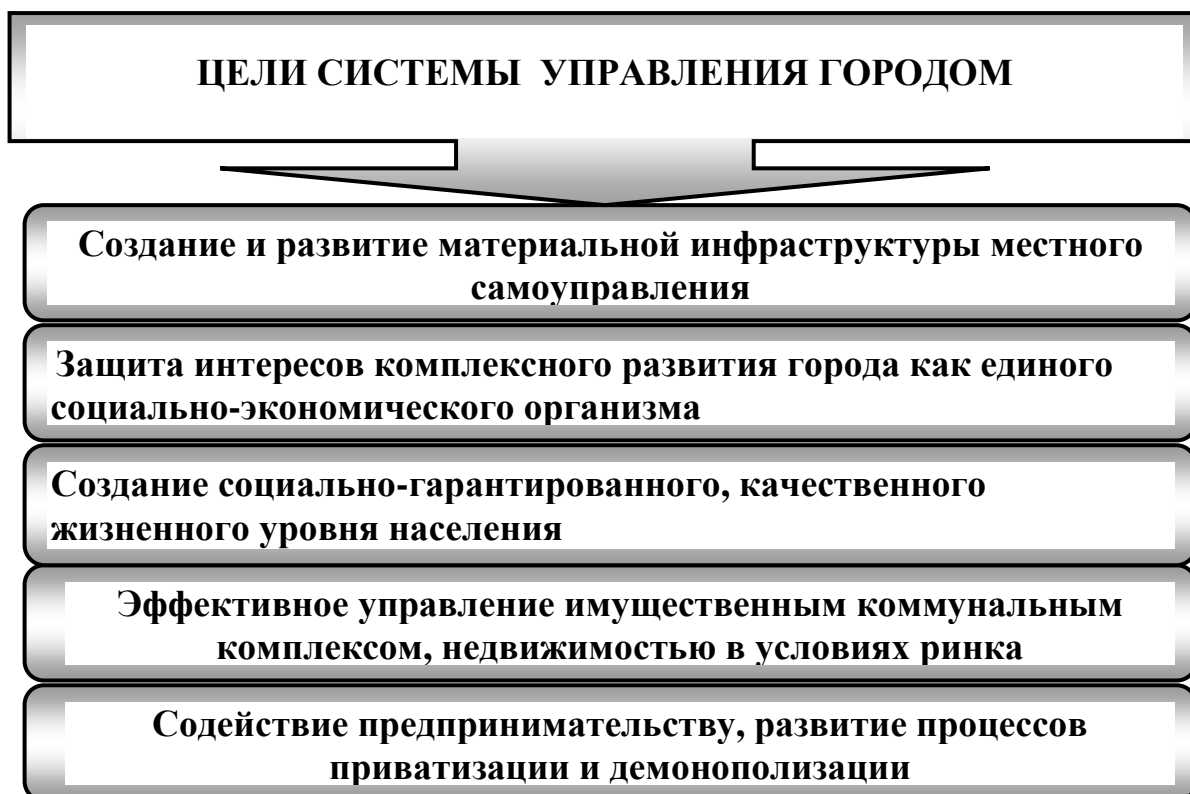 ЦЕЛИ СИСТЕМЫ УПРАВЛЕНИЯ ГОРОДОМ
Создание и развитие материальной инфраструктуры местного
самоуправления
Защита интересов комплексного развития города как единого
социально-экономического организма
Создание социально-гарантированного, качественного
жизненного уровня населения
Эффективное управление имущественным коммунальным
комплексом, недвижимостью в условиях ринка
Содействие предпринимательству, развитие процессов
приватизации и демонополизации